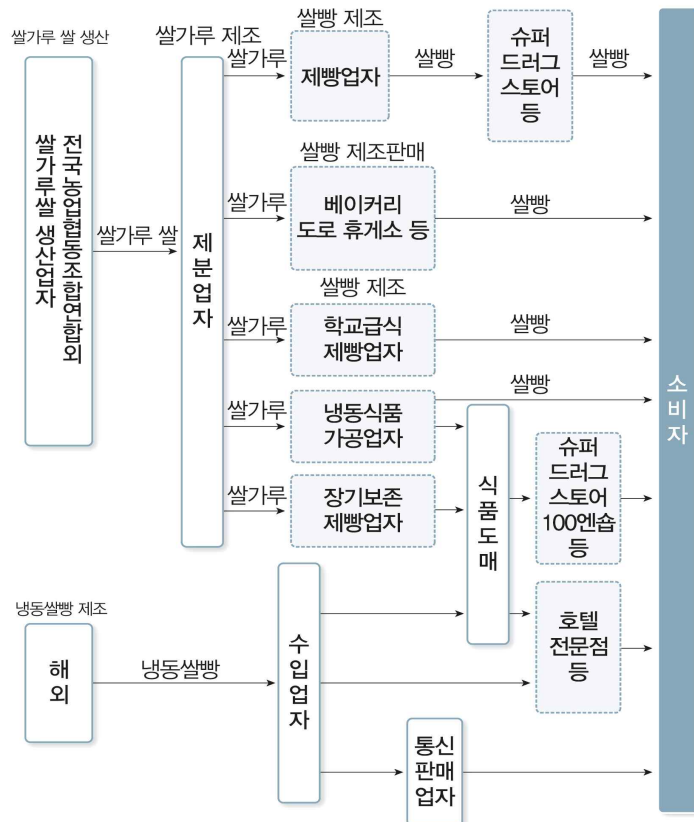 쌀가루 쌀 생산
전국농업협동조합연합외
쌀가루쌀 생산업자
쌀가루 쌀
쌀가루 제조
제분업자
쌀가루
쌀빵 제조
제빵업자
쌀빵
슈퍼
드러그
스토어
등
쌀빵
쌀가루
쌀빵 제조판매
베이커리
도로 휴게소 등
쌀빵
쌀가루
쌀빵 제조
학교급식
제빵업자
쌀빵
쌀가루
냉동식품
가공업자
쌀빵
쌀가루
장기보존
제빵업자
식품도매
슈퍼
드러그
스토어
100엔숍
등
냉동쌀빵 제조
해외
냉동쌀빵
수입업자
호텔
전문점
등
통신
판매
업자
소비자